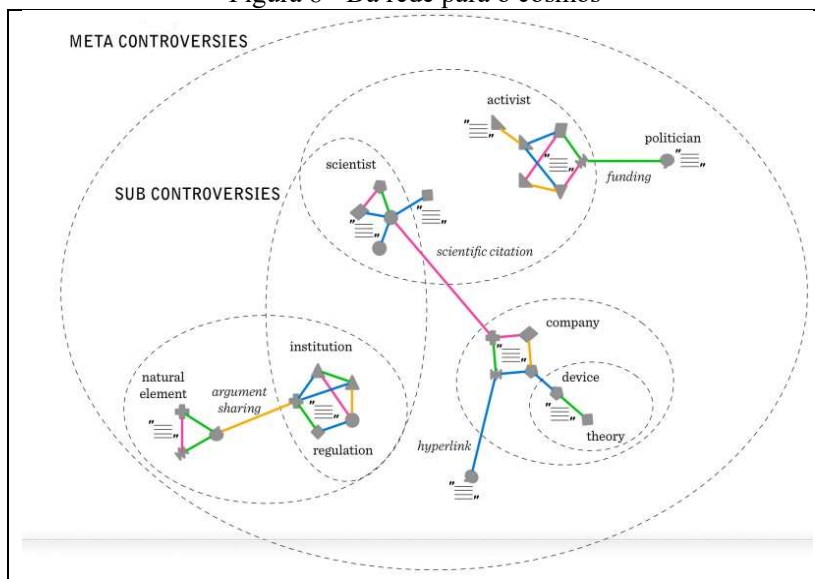 Figura 8 - Da rede para o cosmos
META CONTROVERSIES
activist
politician
scientist
funding
SUB CONTROVERSIES
scientific citation
company
institution
natural
element
argument
sharing
device
theory
hyperlink
regulation